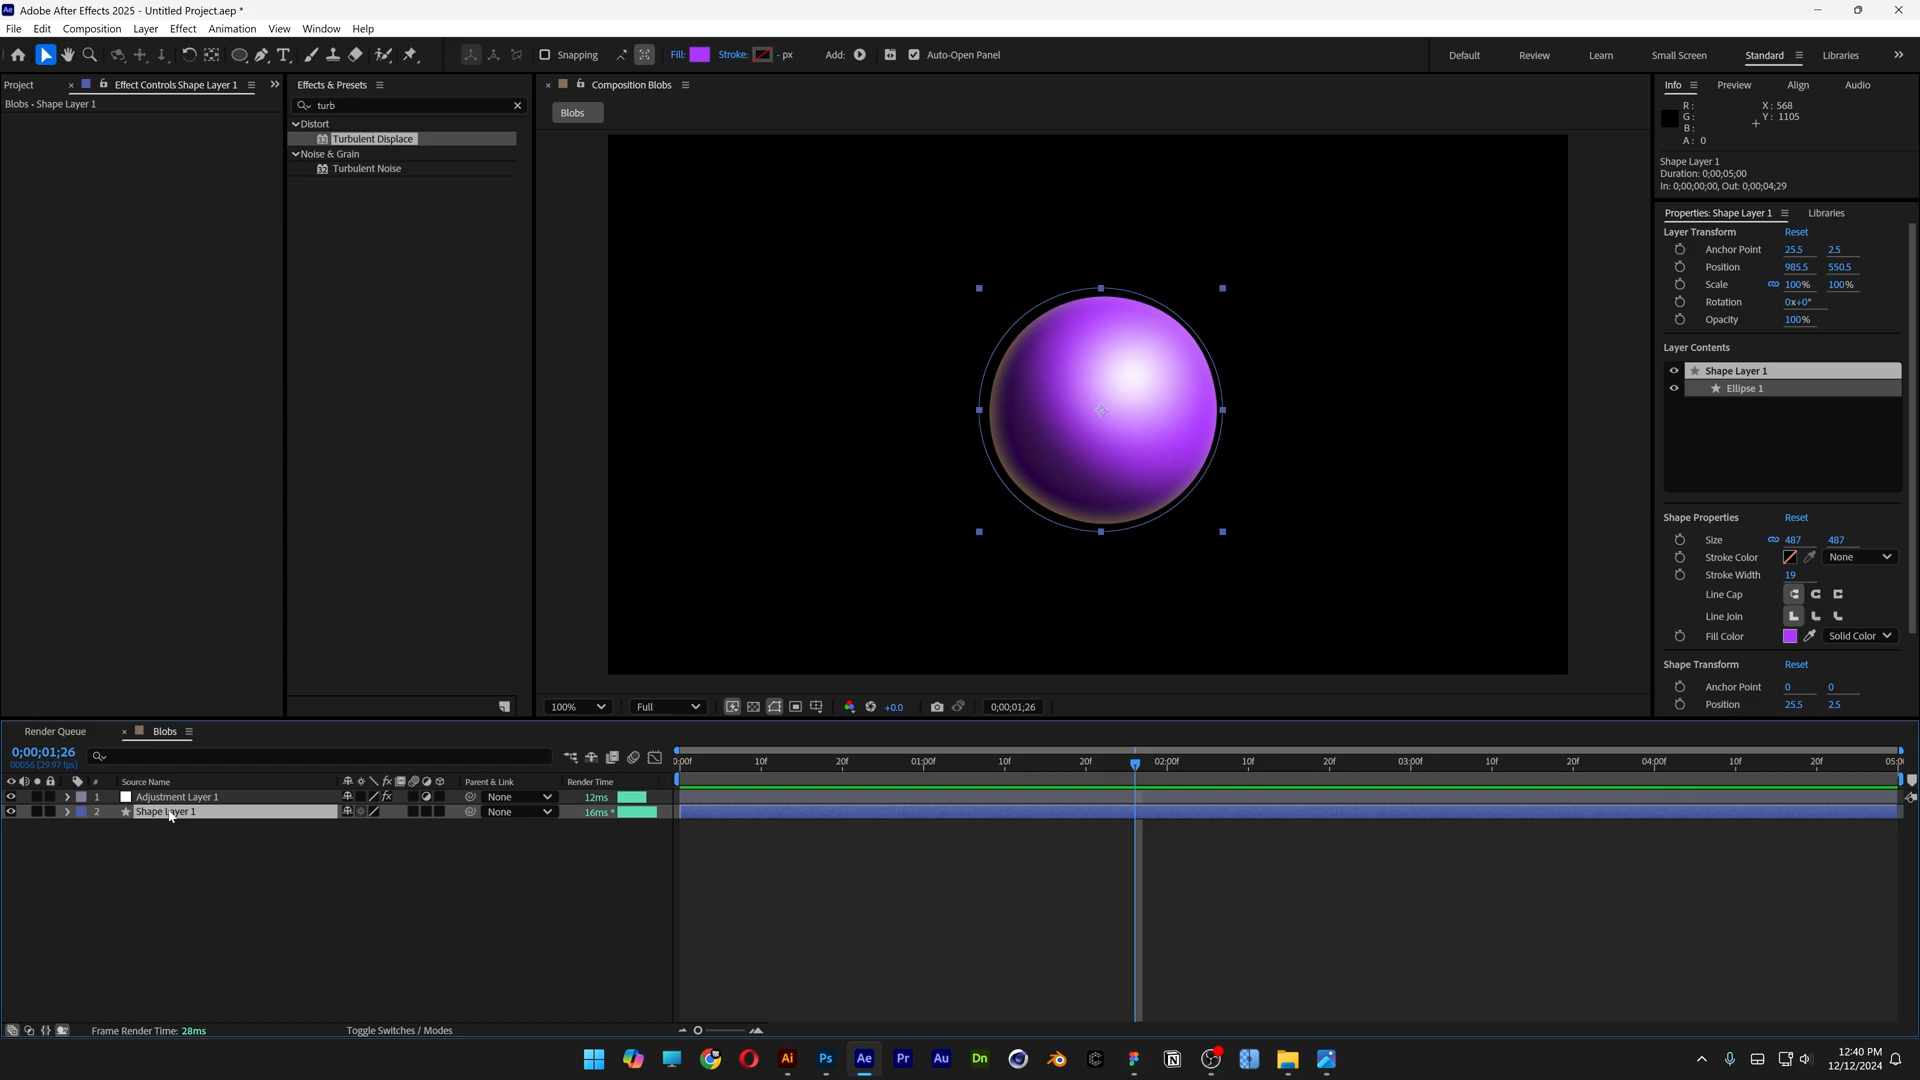 Adobe After Effects 2025 - Untitled Project.aep *
File Edit Composition Layer Effect Animation View Window Help
Snapping Fill: Stroke: - px Add: Auto-Open Panel Default Review Learn Small Screen Standard Libraries
Project Effect Controls Shape Layer 1
Blobs • Shape Layer 1
Effects & Presets
turb
Distort
Turbulent Displace
Noise & Grain
Turbulent Noise
Composition Blobs
Blobs
100% Full +0.0 0;00;01;26
Info Preview Align Audio
R: X: 568
G: Y: 1105
B:
A: 0
Shape Layer 1
Duration: 0;00;05;00
In: 0;00;00;00, Out: 0;00;04;29
Properties: Shape Layer 1 Libraries
Layer Transform Reset
Anchor Point 25.5 2.5
Position 985.5 550.5
Scale 100% 100%
Rotation 0x+0°
Opacity 100%
Layer Contents
Shape Layer 1
Ellipse 1
Shape Properties Reset
Size 487 487
Stroke Color None
Stroke Width 19
Line Cap
Line Join
Fill Color Solid Color
Shape Transform Reset
Anchor Point 0 0
Position 25.5 2.5
Render Queue Blobs
0;00;01;26
00056 (29.97 fps)
0:00f 10f 20f 01:00f 10f 20f 02:00f 10f 20f 03:00f 10f 20f 04:00f 10f 20f 05:0
# Source Name Parent & Link Render Time
1 Adjustment Layer 1 None 12ms
2 Shape Layer 1 None 16ms *
Frame Render Time: 28ms Toggle Switches / Modes
12:40 PM
12/12/2024